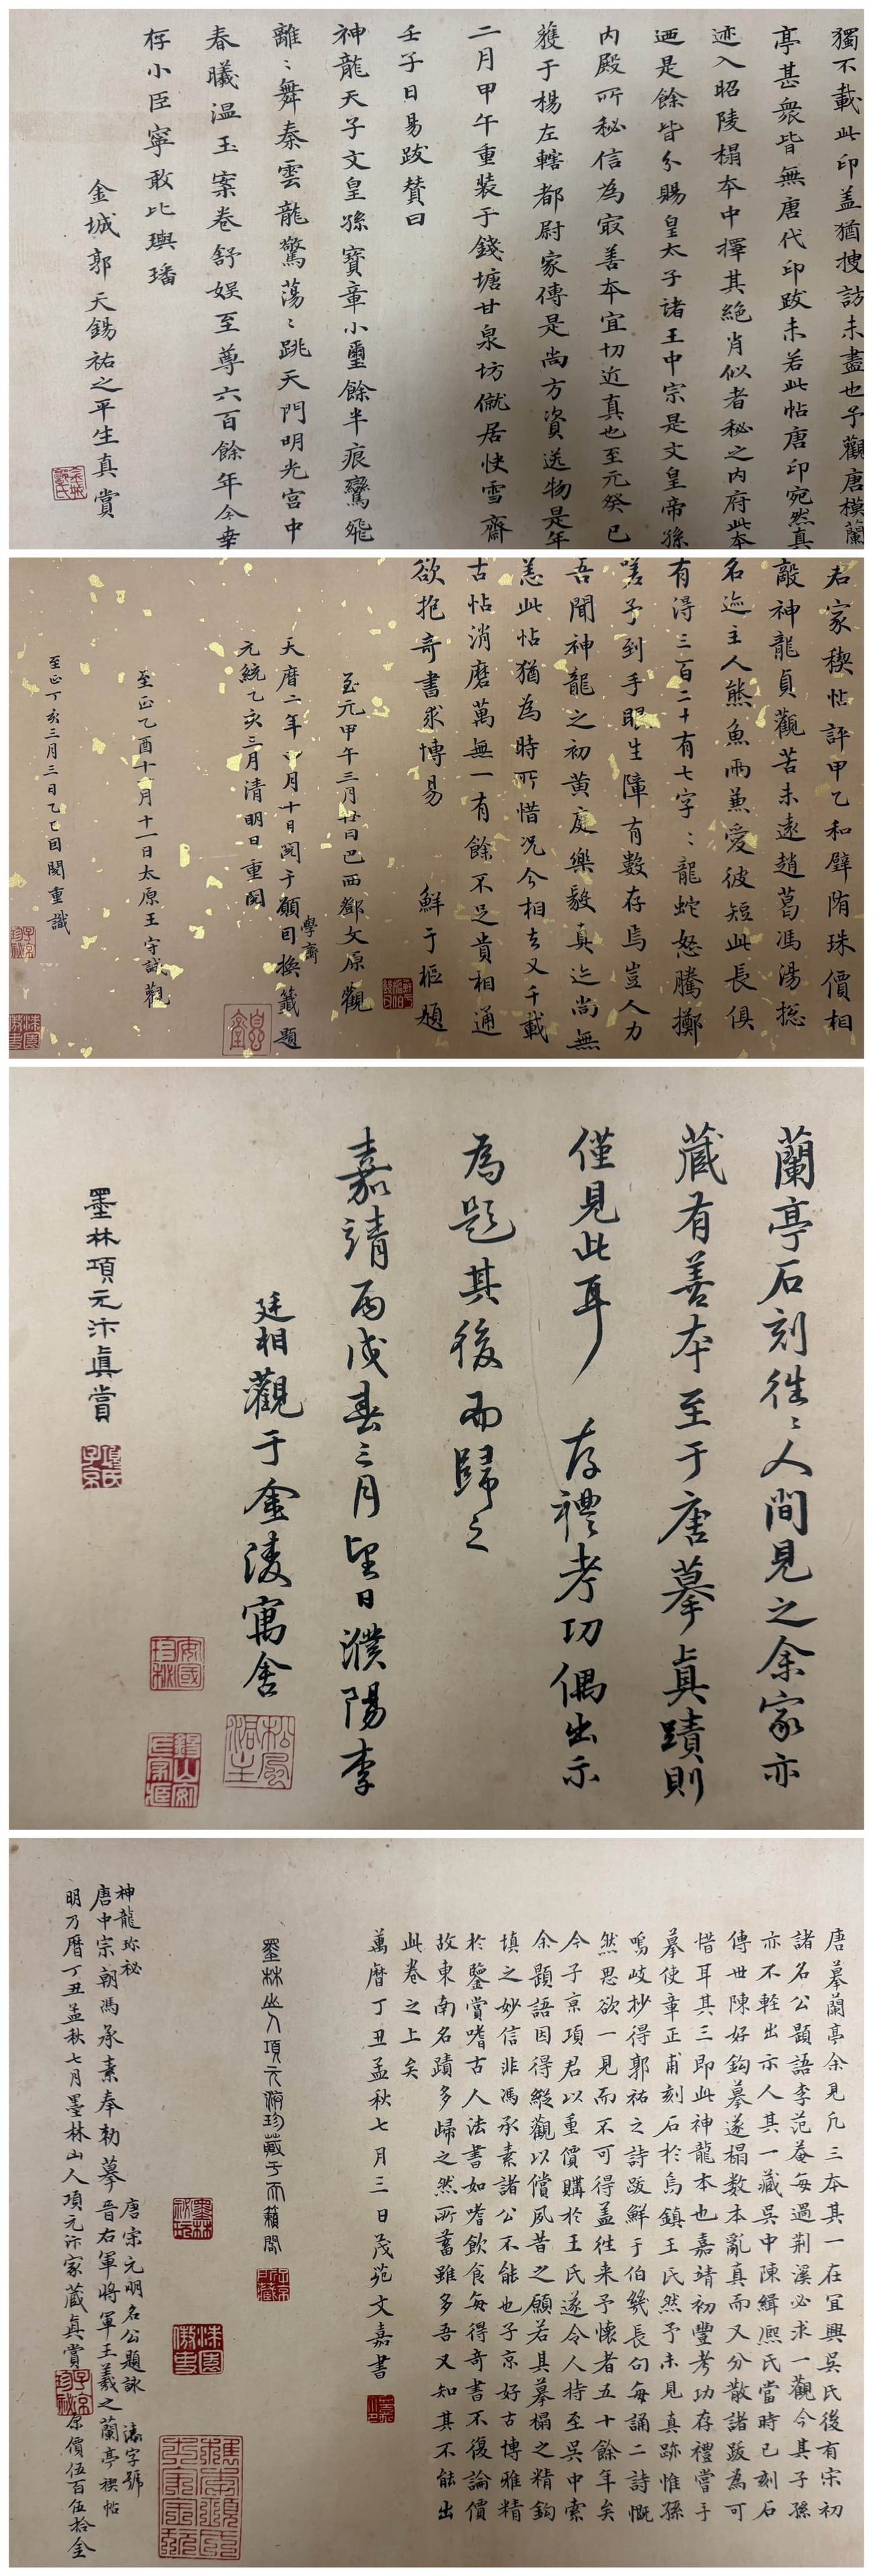 獨不載此印蓋猶搜訪未盡也予觀唐模蘭
亭甚衆皆無唐代印跋未若此帖唐印宛然真
迹入昭陵榻本中擇其絶肖似者秘之内府此本
迺是餘皆分賜皇太子諸王中宗是文皇帝孫
内殿所秘信為㝡善本宜切近真也至元癸巳
獲于楊左轄都尉家傳是尚方資送物是年
二月甲午重装于錢塘甘泉坊僦居快雪齋
壬子日易跋賛曰
神龍天子文皇孫寳章小璽餘半痕鸞飛
離〻舞秦雲龍驚蕩〻跳天門明光宫中
春曦温玉案卷舒娱至尊六百餘年今幸
存小臣寧敢比璵璠
金城郭天錫祐之平生真賞
君家稧帖評甲乙和璧隋珠價相
敵神龍貞觀苦未遠趙葛馮湯揔
名迹主人熊魚兩兼愛彼短此長俱
有得三百二十有七字〻龍蛇怒騰擲
嗟予到手眼生障有數存焉豈人力
吾聞神龍之初黄庭樂毅真迹尚無
恙此帖猶為時所惜况今相去又千載
古帖消磨萬無一有餘不足貴相通
欲抱奇書求博易
鮮于樞題
至元甲午三月廿日巴西鄧文原觀
天曆二年 月十日閲于 司換籤題
學齋
元統乙亥三月清明日重閲
至正乙酉十月十一日太原王守誠觀
至正丁亥三月三日 閲重識
蘭亭石刻徃〻人間見之余家亦
藏有善本至于唐摹真蹟則
僅見此耳 存禮考功偶出示
為題其後而歸之
嘉靖丙戌春三月望日濮陽李
廷相觀于金陵寓舍
墨林項元汴真賞
唐摹蘭亭余見凡三本其一在宜興吳氏後有宋初
諸名公題語李范菴每過荆溪必求一觀今其子孫
亦不輕出示人其一藏吳中陳緝熙氏當時已刻石
傳世陳好鈎摹遂榻數本亂真而又分散諸跋為可
惜耳其三即此神龍本也嘉靖初豐考功存禮嘗手
摹使章正甫刻石於烏鎮王氏然予未見真跡惟孫
鳴岐抄得郭祐之詩跋鮮于伯幾長句每誦二詩慨
然思欲一見而不可得蓋徃来予懷者五十餘年矣
今子京項君以重價購於王氏遂令人持至吳中索
余題語因得縱觀以償夙昔之願若其摹榻之精鈎
填之妙信非馮承素諸公不能也子京好古博雅精
於鑒賞嗜古人法書如嗜飲食每得奇書不復論價
故東南名蹟多歸之然所蓄雖多吾又知其不能出
此卷之上矣
萬曆丁丑孟秋七月三日茂苑文嘉書
墨林山人項元汴珍藏于天籟閣
神龍珎秘
唐宋元明名公題詠
唐中宗朝馮承素奉勅摹晉右軍將軍王羲之蘭亭稧帖
明万曆丁丑孟秋七月墨林山人項元汴家藏真賞
原價伍百伍拾金